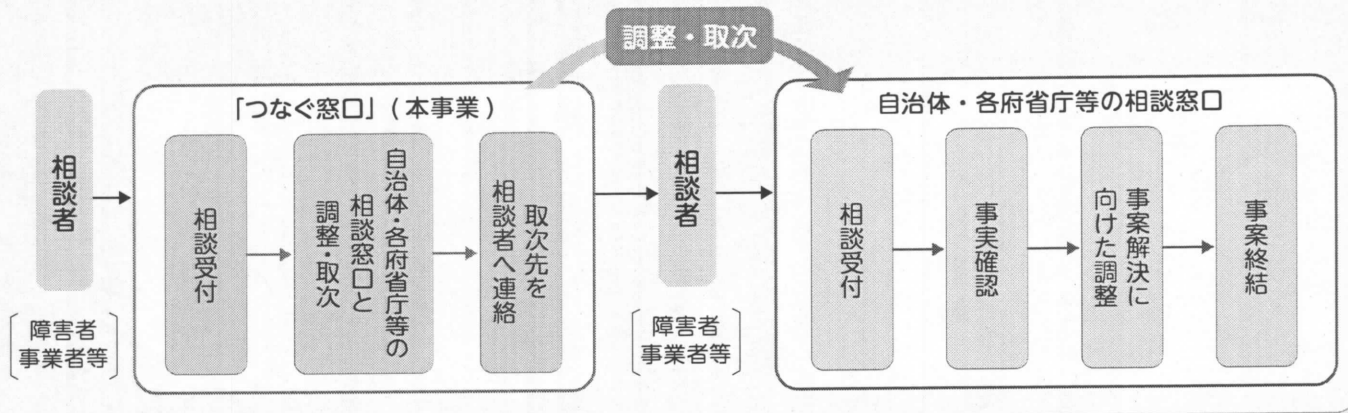 調整・取次
相談者
障害者
事業者等
「つなぐ窓口」(本事業)
相談受付
自治体・各府省庁等の
相談窓口と
調整・取次
取次先を
相談者へ連絡
相談者
障害者
事業者等
自治体・各府省庁等の相談窓口
相談受付
事実確認
事案解決に
向けた調整
事案終結